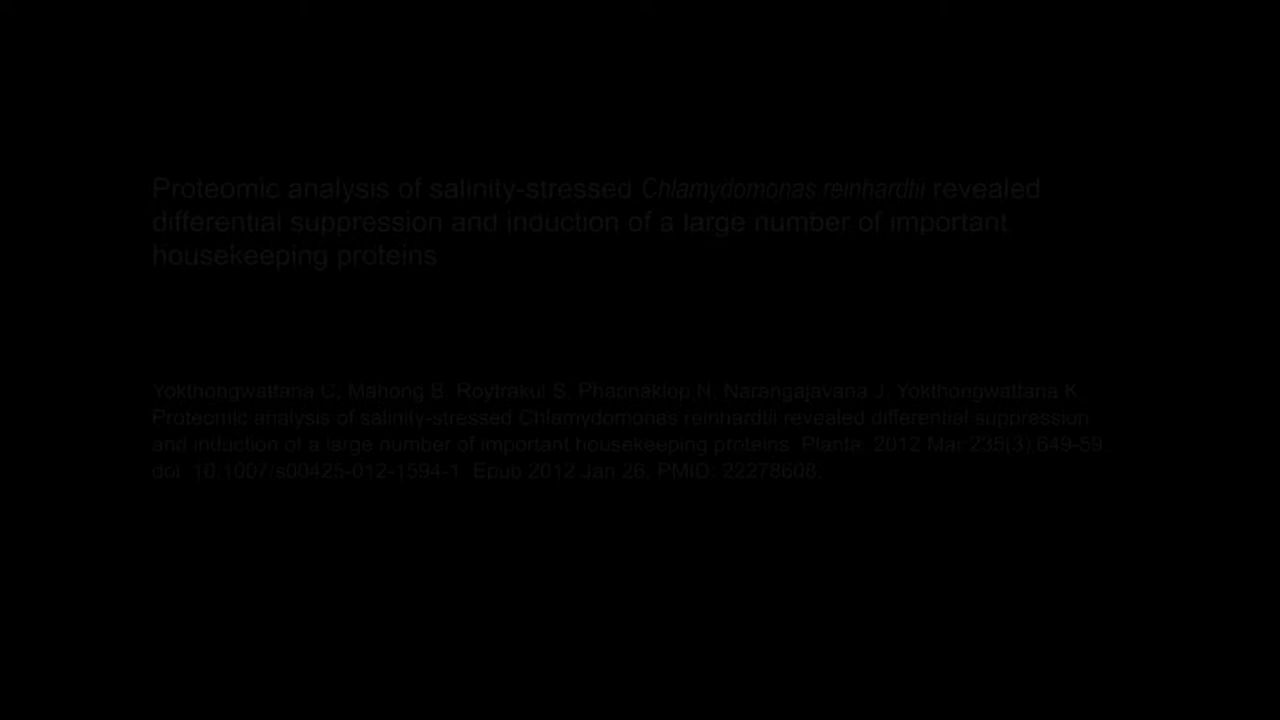 Proteomic analysis of salinity-stressed Chlamydomonas reinhardtii revealed
differential suppression and induction of a large number of important
housekeeping proteins
Yokthongwattana C, Mahong B, Roytrakul S, Phaonaklop N, Narangajavana J, Yokthongwattana K.
Proteomic analysis of salinity-stressed Chlamydomonas reinhardtii revealed differential suppression
and induction of a large number of important housekeeping proteins. Planta. 2012 Mar;235(3):649-59.
doi: 10.1007/s00425-012-1594-1. Epub 2012 Jan 26. PMID: 22278608.